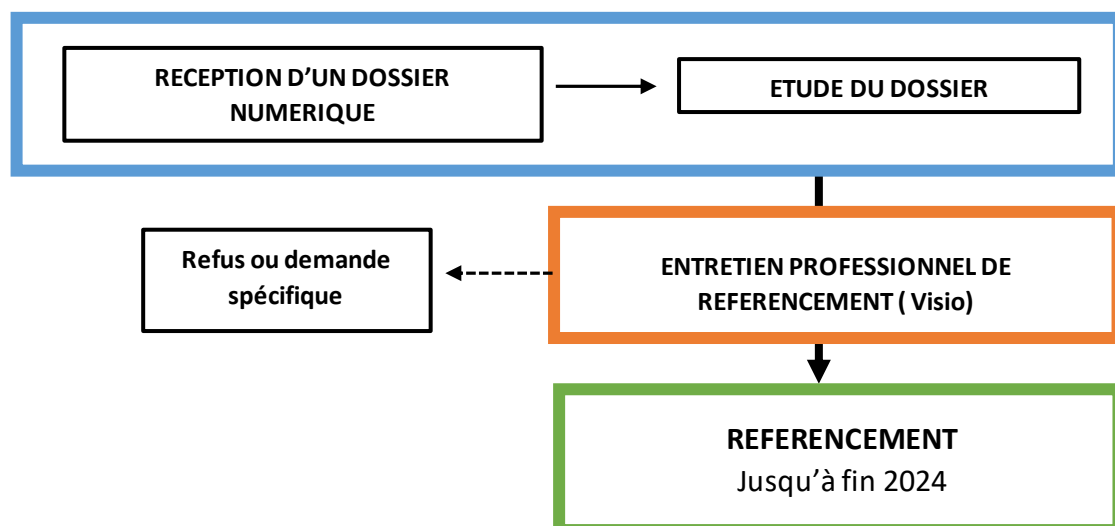 RECEPTION D’UN DOSSIER
NUMERIQUE
ETUDE DU DOSSIER
Refus ou demande
spécifique
ENTRETIEN PROFESSIONNEL DE
REFERENCEMENT ( Visio)
REFERENCEMENT
Jusqu’à fin 2024